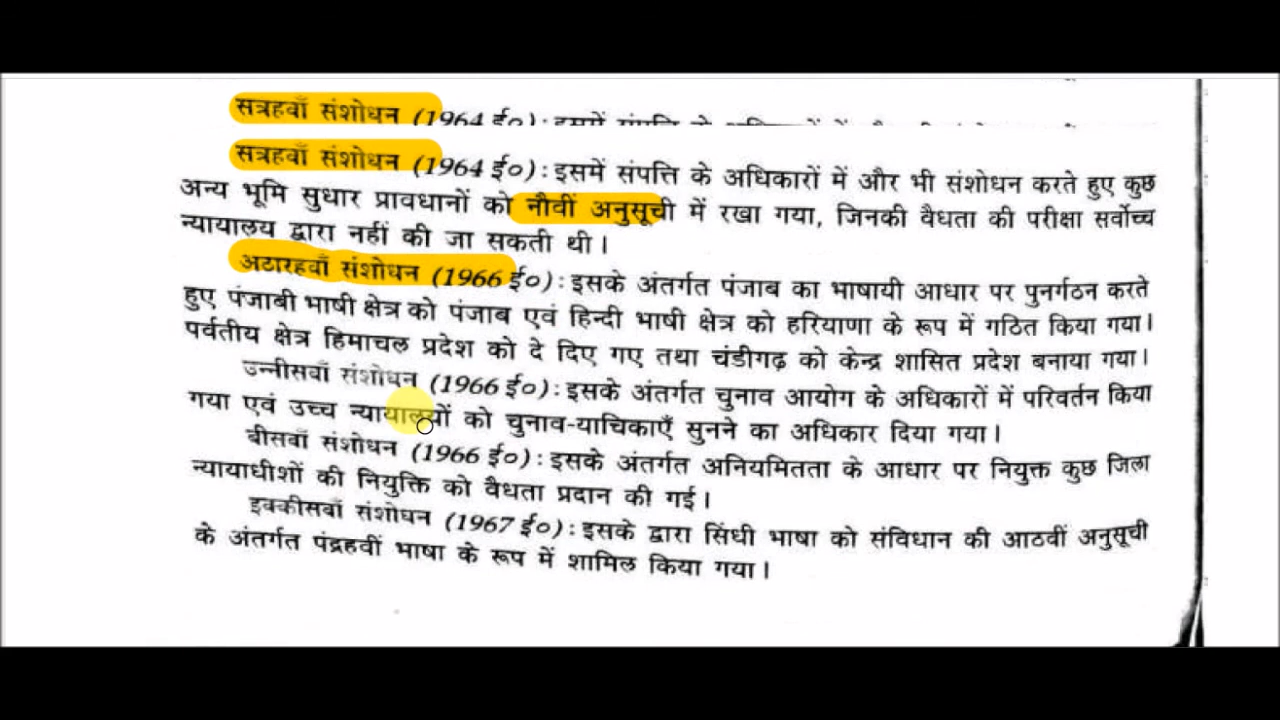 सत्रहवाँ संशोधन (1964 ई०) :
सत्रहवाँ संशोधन (1964 ई०) : इसमें संपत्ति के अधिकारों में और भी संशोधन करते हुए कुछ
अन्य भूमि सुधार प्रावधानों को नौवीं अनुसूची में रखा गया, जिनकी वैधता की परीक्षा सर्वोच्च
न्यायालय द्वारा नहीं की जा सकती थी।
अठारहवाँ संशोधन (1966 ई०) : इसके अंतर्गत पंजाब का भाषायी आधार पर पुनर्गठन करते
हुए पंजाबी भाषी क्षेत्र को पंजाब एवं हिन्दी भाषी क्षेत्र को हरियाणा के रूप में गठित किया गया।
पर्वतीय क्षेत्र हिमाचल प्रदेश को दे दिए गए तथा चंडीगढ़ को केन्द्र शासित प्रदेश बनाया गया।
उन्नीसवाँ संशोधन (1966 ई०) : इसके अंतर्गत चुनाव आयोग के अधिकारों में परिवर्तन किया
गया एवं उच्च न्यायालयों को चुनाव-याचिकाएँ सुनने का अधिकार दिया गया।
बीसवाँ संशोधन (1966 ई०) : इसके अंतर्गत अनियमितता के आधार पर नियुक्त कुछ जिला
न्यायाधीशों की नियुक्ति को वैधता प्रदान की गई।
इक्कीसवाँ संशोधन (1967 ई०) : इसके द्वारा सिंधी भाषा को संविधान की आठवीं अनुसूची
के अंतर्गत पंद्रहवीं भाषा के रूप में शामिल किया गया।